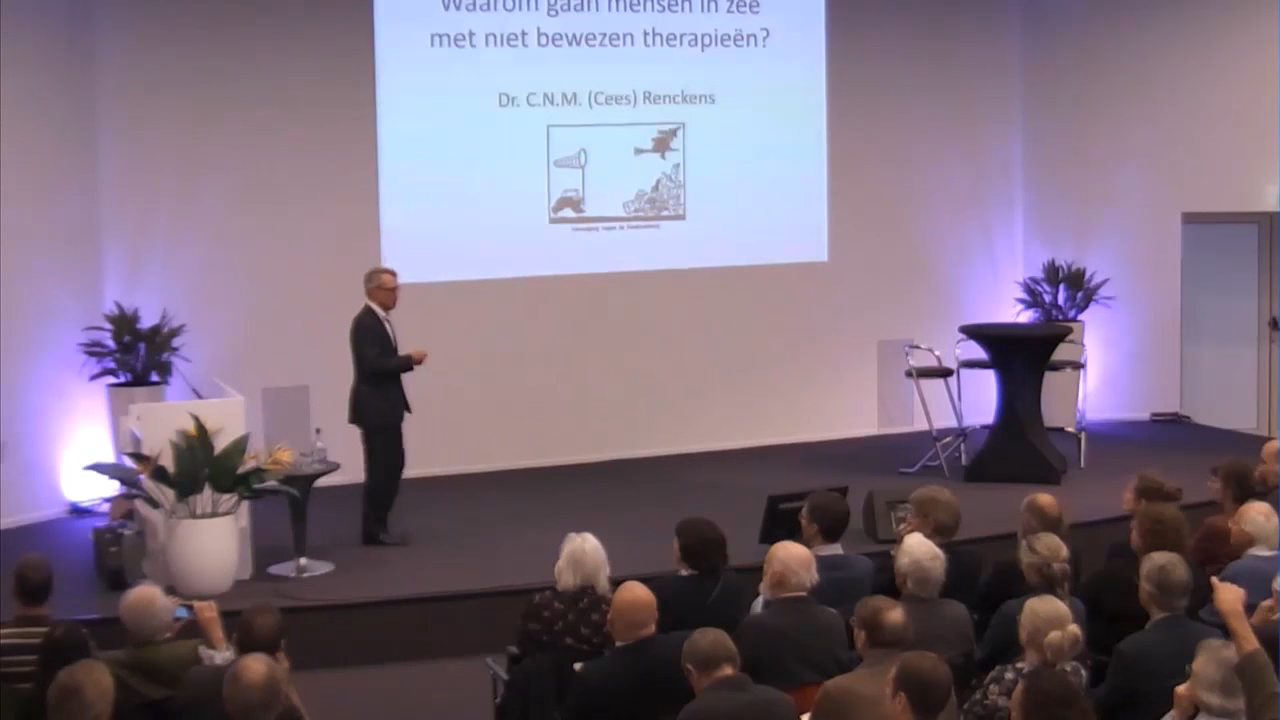 Waarom gaan mensen in zee
met niet bewezen therapieën?
Dr. C.N.M. (Cees) Renckens